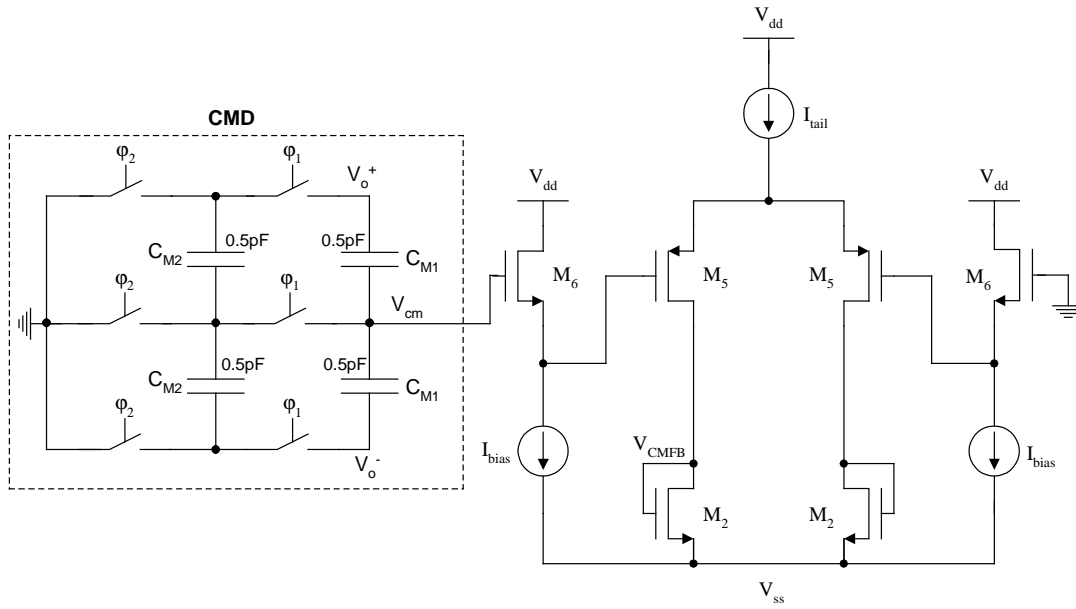 V_dd
I_tail
CMD
φ₂ φ₁ V_o⁺
V_dd V_dd
0.5pF 0.5pF
C_M2 C_M1
M₆ M₅ M₅ M₆
φ₂ φ₁ V_cm
0.5pF 0.5pF
C_M2 C_M1
φ₂ φ₁
V_o⁻
I_bias V_CMFB I_bias
M₂ M₂
V_ss